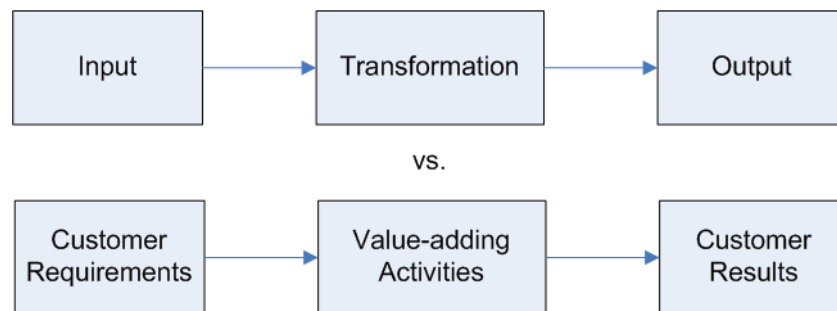 Input
Transformation
Output
vs.
Customer
Requirements
Value-adding
Activities
Customer
Results